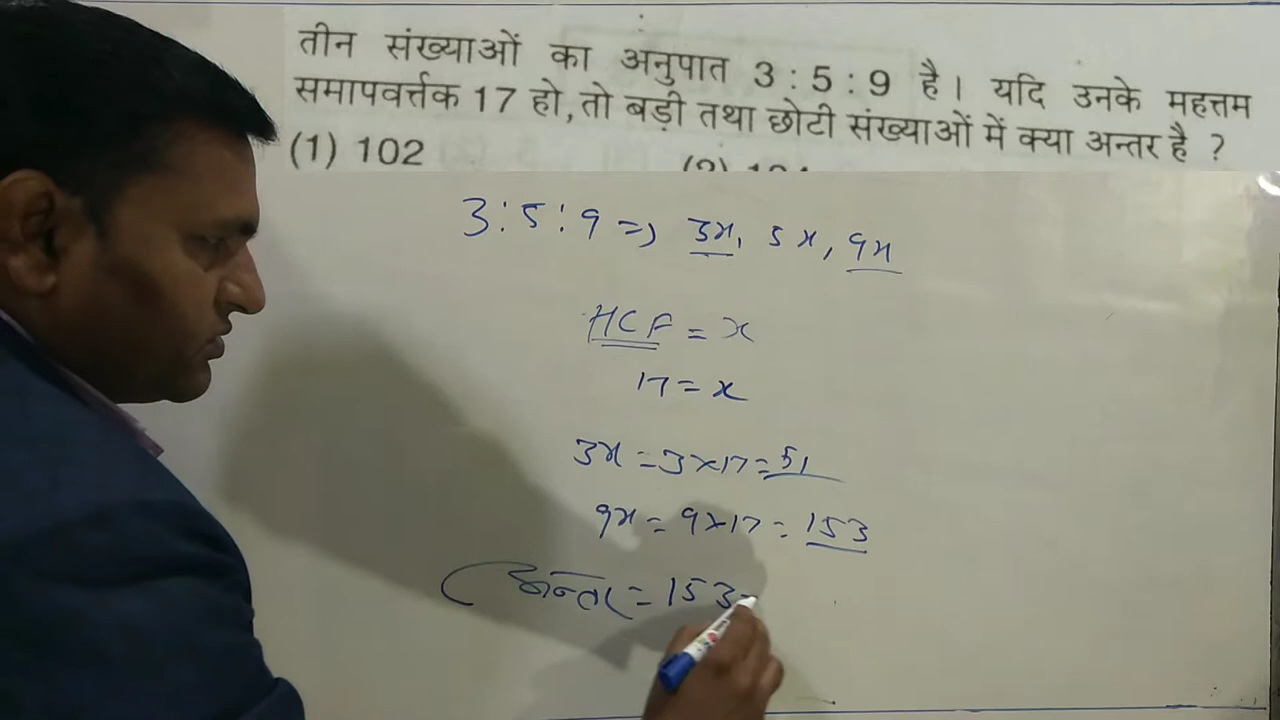 तीन संख्याओं का अनुपात 3 : 5 : 9 है। यदि उनके महत्तम
समापवर्त्तक 17 हो, तो बड़ी तथा छोटी संख्याओं में क्या अन्तर है ?
(1) 102
3:5:9 => 3x, 5x, 9x
HCF = x
17 = x
3x = 3×17 = 51
9x = 9×17 = 153
अन्तर = 153-